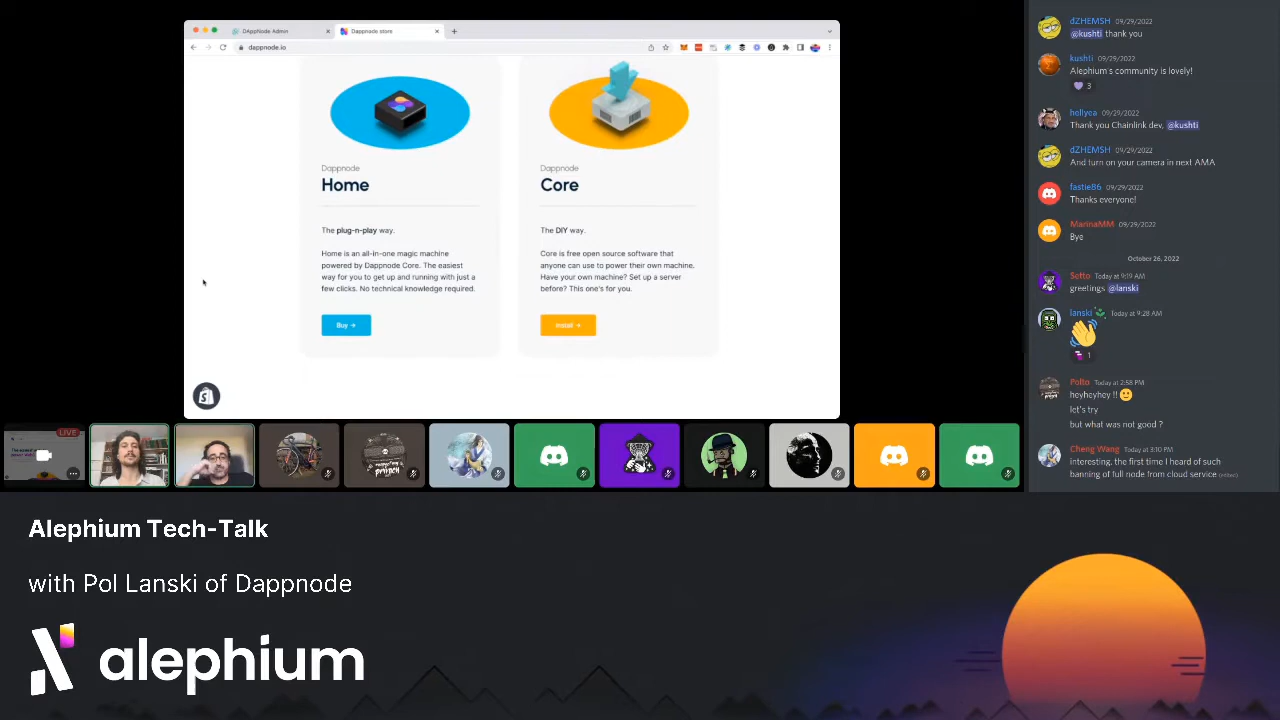 DAppNode Admin
Dappnode store
dappnode.io
Dappnode
Home
The plug-n-play way.
Home is an all-in-one magic machine
powered by Dappnode Core. The easiest
way for you to get up and running with just a
few clicks. No technical knowledge required.
Buy →
Dappnode
Core
The DIY way.
Core is free open source software that
anyone can use to power their own machine.
Have your own machine? Set up a server
before? This one's for you.
Install →
LIVE
dZHEMSH 09/29/2022
@kushti thank you
kushti 09/29/2022
Alephium's community is lovely!
3
hellyea 09/29/2022
Thank you Chainlink dev, @kushti
dZHEMSH 09/29/2022
And turn on your camera in next AMA
fastie86 09/29/2022
Thanks everyone!
MarinaMM 09/29/2022
Bye
October 26, 2022
Setto Today at 9:19 AM
greetings @lanski
lanski Today at 9:28 AM
1
Polto Today at 2:58 PM
heyheyhey !! 🙂
let's try
but what was not good ?
Cheng Wang Today at 3:10 PM
interesting, the first time I heard of such
banning of full node from cloud service (edited)
Alephium Tech-Talk
with Pol Lanski of Dappnode
alephium